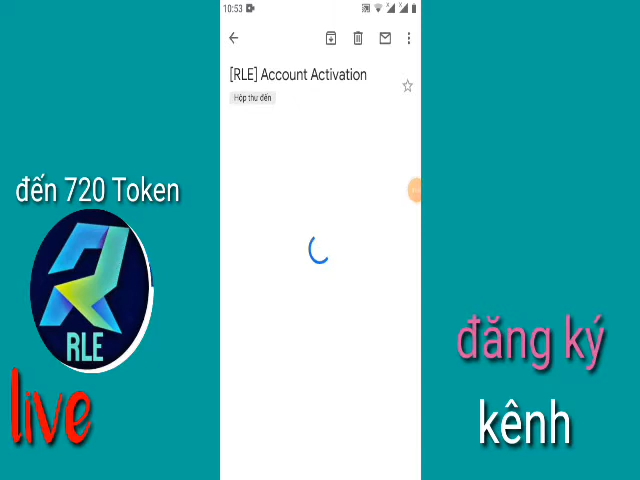 10:53
[RLE] Account Activation
Hộp thư đến
đến 720 Token
RLE
live
đăng ký
kênh